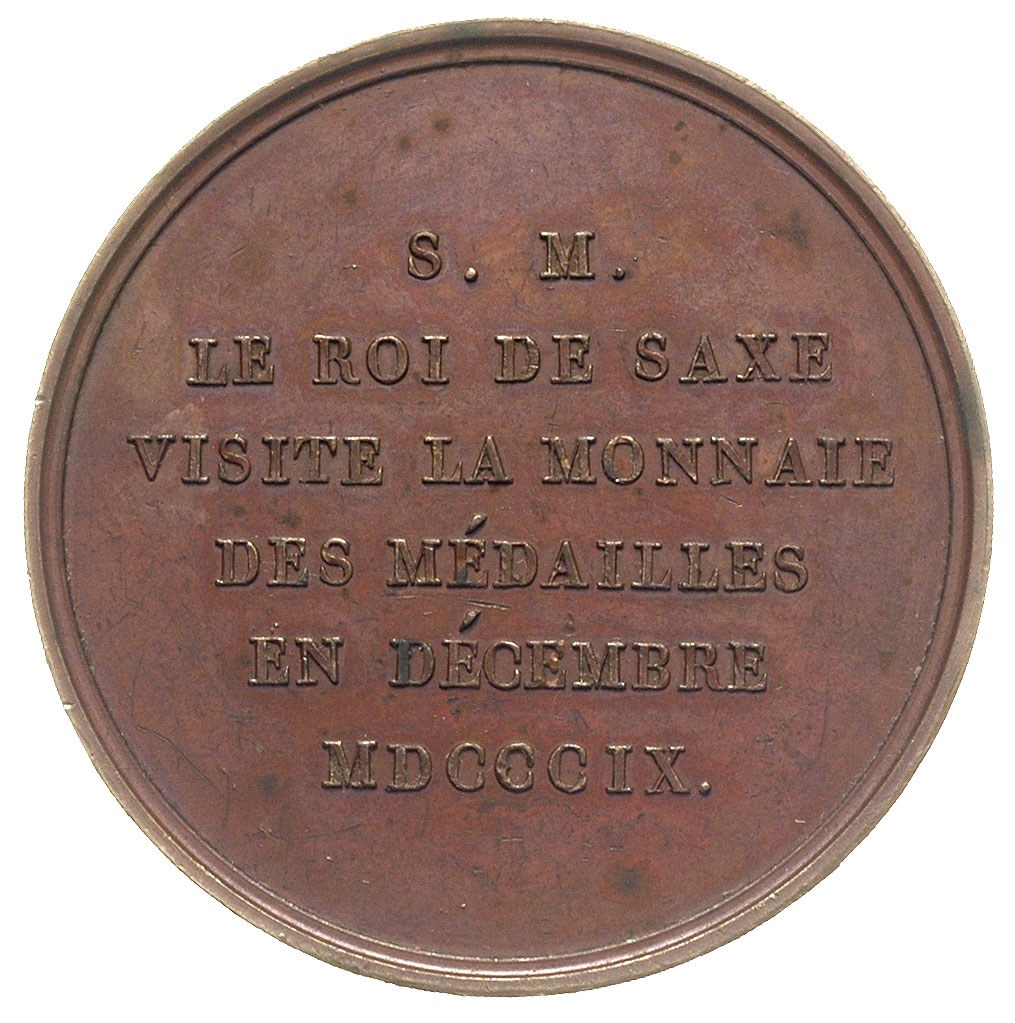 S. M.
LE ROI DE SAXE
VISITE LA MONNAIE
DES MÉDAILLES
EN DÉCEMBRE
MDCCCIX.